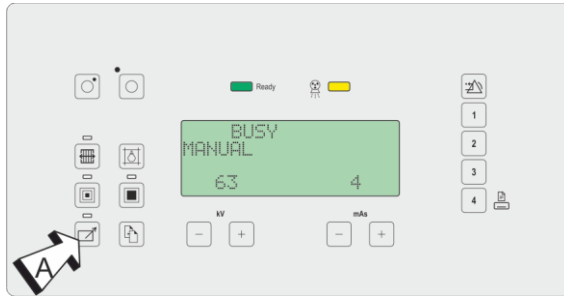 Ready
BUSY
MANUAL
63 4
kV mAs
- + - +
1
2
3
4
A